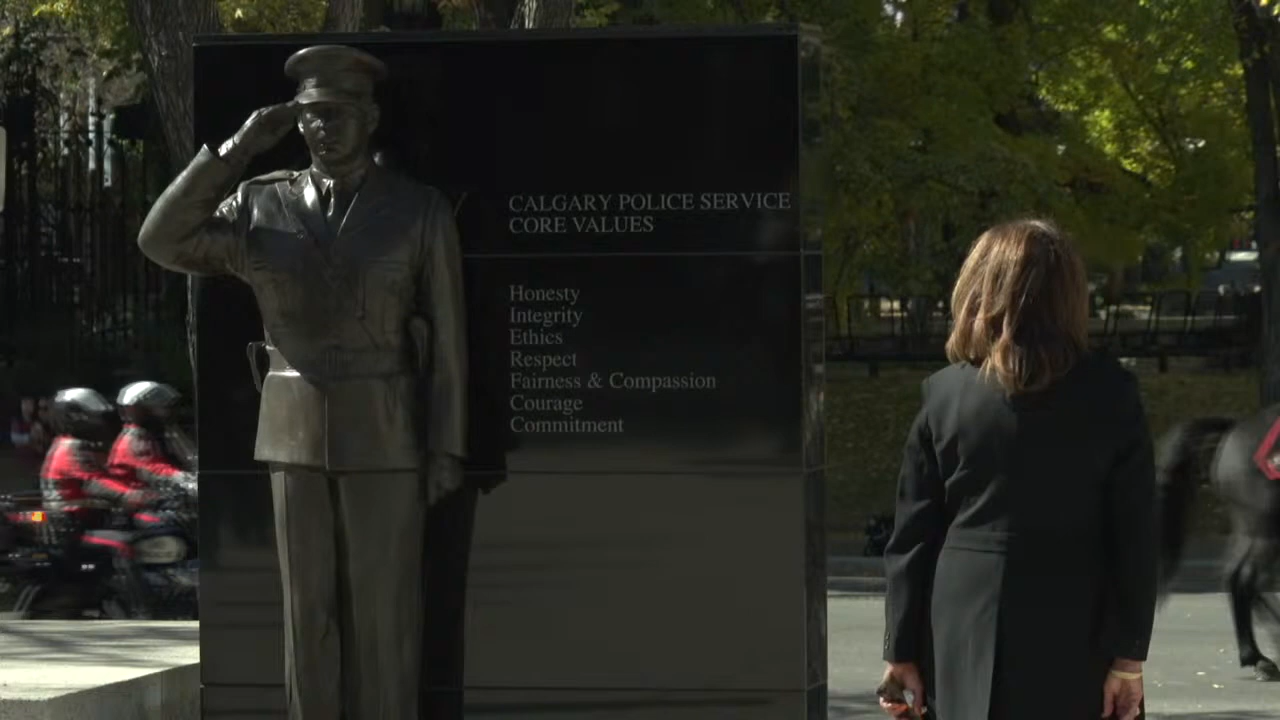 CALGARY POLICE SERVICE
CORE VALUES
Honesty
Integrity
Ethics
Respect
Fairness & Compassion
Courage
Commitment